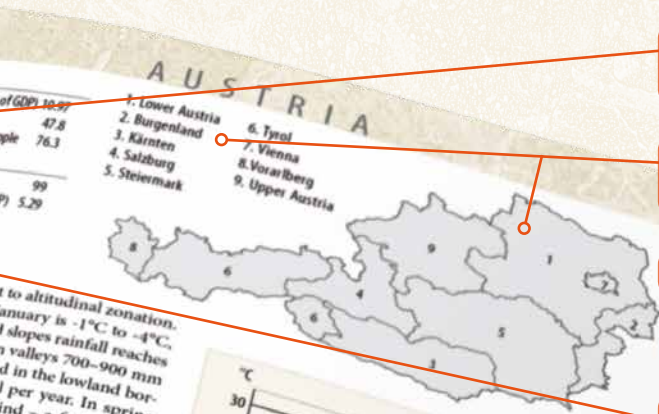 AUSTRIA
of GDP) 10.97
47.8
ple 76.3
99
P) 5.29
1. Lower Austria
2. Burgenland
3. Kärnten
4. Salzburg
5. Steiermark
6. Tyrol
7. Vienna
8. Vorarlberg
9. Upper Austria
8
6
9
1
7
4
2
6
5
3
t to altitudinal zonation.
anuary is -1°C to -4°C,
d slopes rainfall reaches
n valleys 700–900 mm
d in the lowland bor-
l per year. In sprin
ind
°C
30